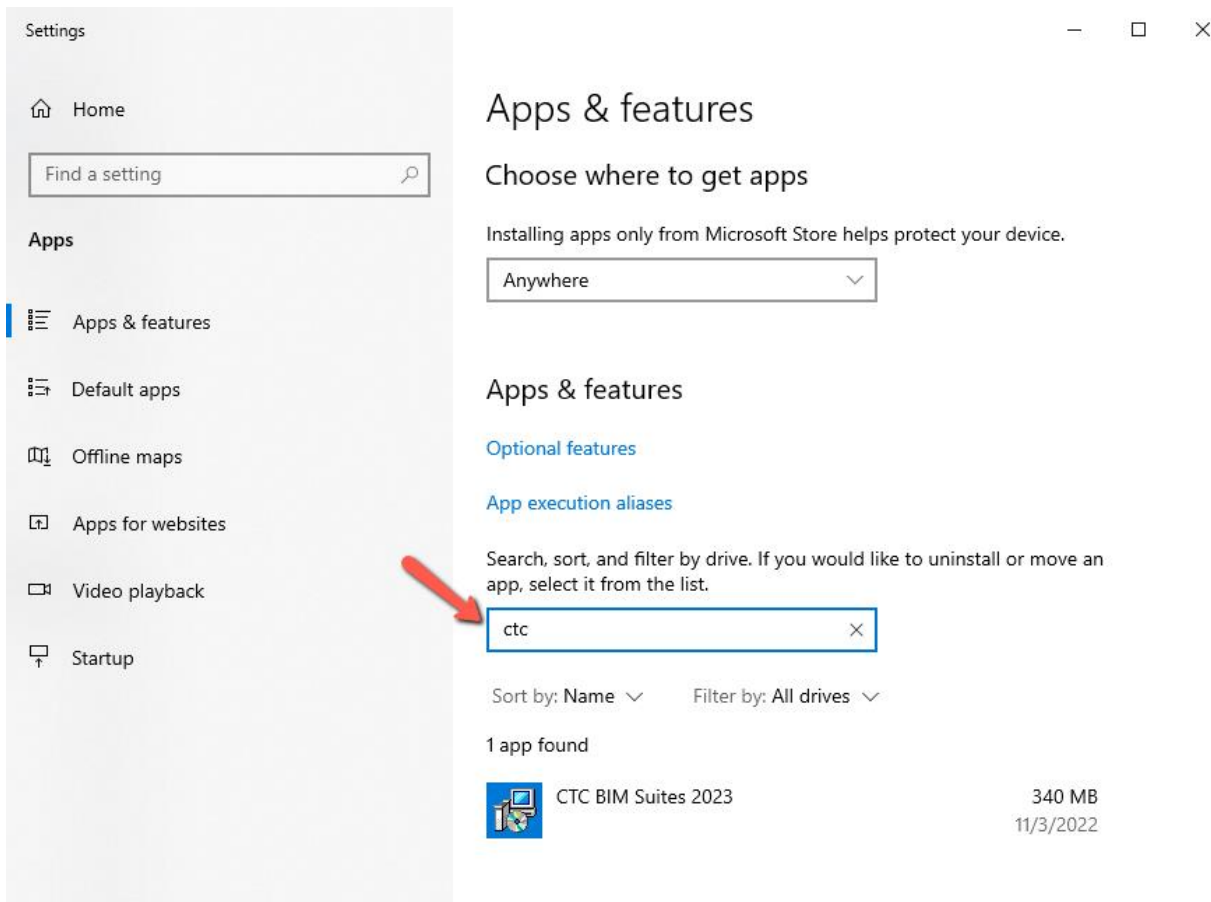 Settings
Home
Find a setting
Apps
Apps & features
Default apps
Offline maps
Apps for websites
Video playback
Startup
Apps & features
Choose where to get apps
Installing apps only from Microsoft Store helps protect your device.
Anywhere
Apps & features
Optional features
App execution aliases
Search, sort, and filter by drive. If you would like to uninstall or move an
app, select it from the list.
ctc
Sort by: Name Filter by: All drives
1 app found
CTC BIM Suites 2023 340 MB
11/3/2022